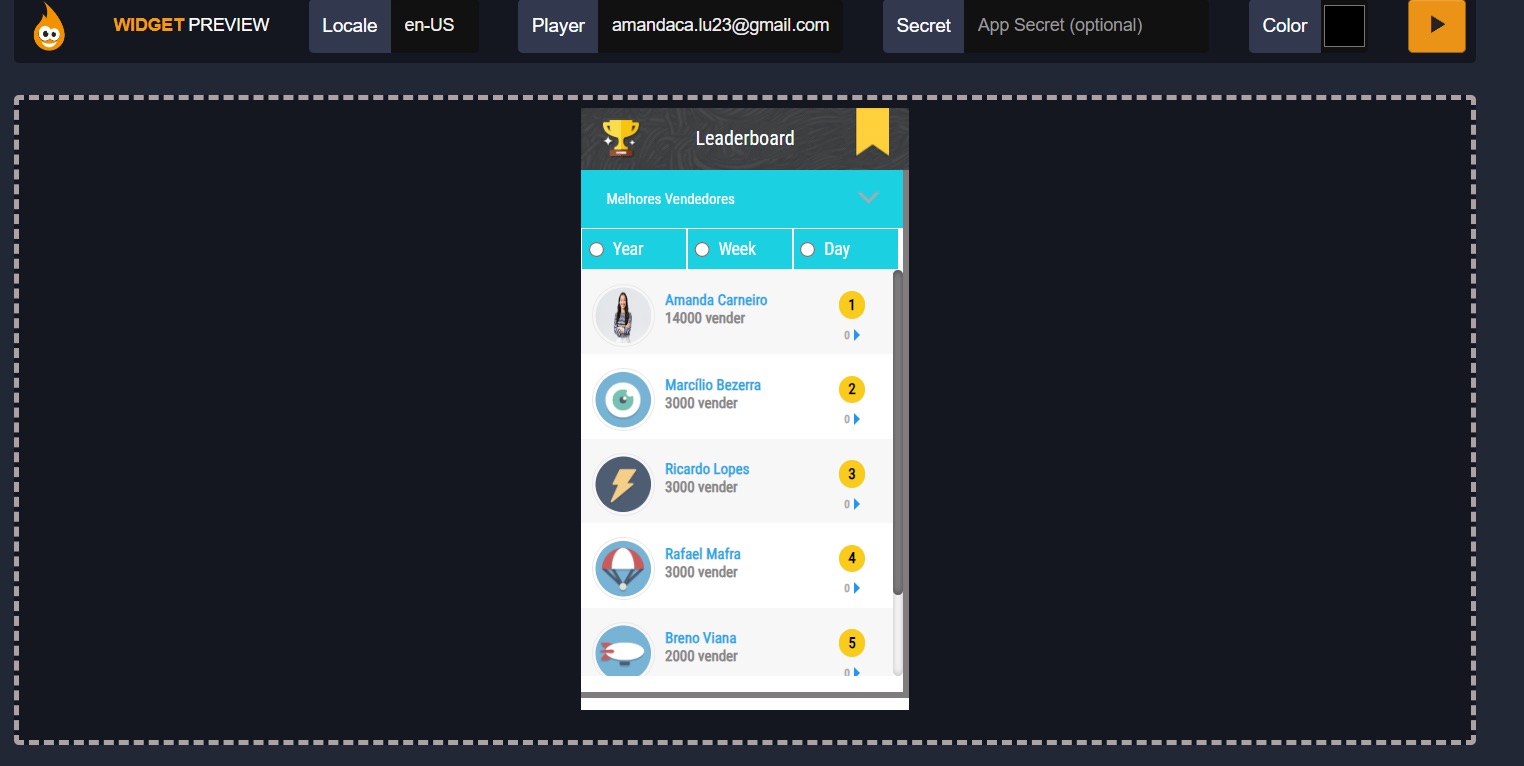 WIDGET PREVIEW Locale en-US Player amandaca.lu23@gmail.com Secret App Secret (optional) Color
Leaderboard
Melhores Vendedores
Year Week Day
Amanda Carneiro 1
14000 vender
0
Marcílio Bezerra 2
3000 vender
0
Ricardo Lopes 3
3000 vender
0
Rafael Mafra 4
3000 vender
0
Breno Viana 5
2000 vender
0